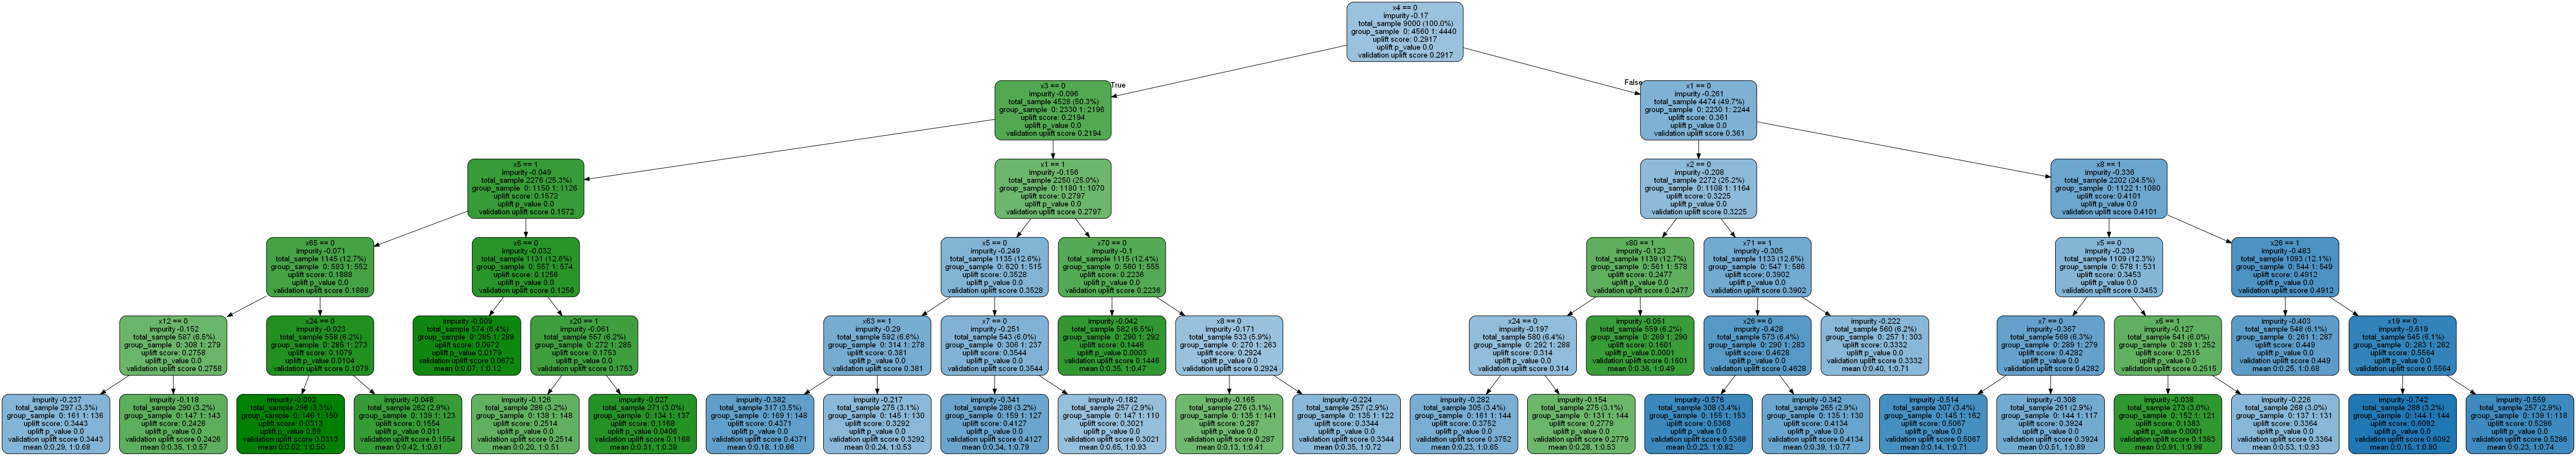 x4 == 0
impurity -0.17
total_sample 9000 (100.0%)
group_sample 0: 4560 1: 4440
uplift score: 0.2917
uplift p_value 0.0
validation uplift score 0.2917
True
False
x3 == 0
impurity -0.096
total_sample 4526 (50.3%)
group_sample 0: 2330 1: 2196
uplift score: 0.2194
uplift p_value 0.0
validation uplift score 0.2194
x1 == 0
impurity -0.261
total_sample 4474 (49.7%)
group_sample 0: 2230 1: 2244
uplift score: 0.361
uplift p_value 0.0
validation uplift score 0.361
x5 == 1
impurity -0.049
total_sample 2276 (25.3%)
group_sample 0: 1150 1: 1126
uplift score: 0.1572
uplift p_value 0.0
validation uplift score 0.1572
x1 == 1
impurity -0.156
total_sample 2250 (25.0%)
group_sample 0: 1180 1: 1070
uplift score: 0.2797
uplift p_value 0.0
validation uplift score 0.2797
x2 == 0
impurity -0.208
total_sample 2272 (25.2%)
group_sample 0: 1108 1: 1164
uplift score: 0.3225
uplift p_value 0.0
validation uplift score 0.3225
x8 == 1
impurity -0.336
total_sample 2202 (24.5%)
group_sample 0: 1122 1: 1080
uplift score: 0.4101
uplift p_value 0.0
validation uplift score 0.4101
x65 == 0
impurity -0.071
total_sample 1145 (12.7%)
group_sample 0: 593 1: 552
uplift score: 0.1888
uplift p_value 0.0
validation uplift score 0.1888
x6 == 0
impurity -0.032
total_sample 1131 (12.6%)
group_sample 0: 557 1: 574
uplift score: 0.1256
uplift p_value 0.0
validation uplift score 0.1256
x5 == 0
impurity -0.249
total_sample 1135 (12.6%)
group_sample 0: 620 1: 515
uplift score: 0.3528
uplift p_value 0.0
validation uplift score 0.3528
x70 == 0
impurity -0.1
total_sample 1115 (12.4%)
group_sample 0: 560 1: 555
uplift score: 0.2236
uplift p_value 0.0
validation uplift score 0.2236
x80 == 1
impurity -0.123
total_sample 1139 (12.7%)
group_sample 0: 561 1: 578
uplift score: 0.2477
uplift p_value 0.0
validation uplift score 0.2477
x71 == 1
impurity -0.305
total_sample 1133 (12.6%)
group_sample 0: 547 1: 586
uplift score: 0.3902
uplift p_value 0.0
validation uplift score 0.3902
x5 == 0
impurity -0.239
total_sample 1109 (12.3%)
group_sample 0: 578 1: 531
uplift score: 0.3453
uplift p_value 0.0
validation uplift score 0.3453
x26 == 1
impurity -0.483
total_sample 1093 (12.1%)
group_sample 0: 544 1: 549
uplift score: 0.4912
uplift p_value 0.0
validation uplift score 0.4912
x12 == 0
impurity -0.152
total_sample 587 (6.5%)
group_sample 0: 308 1: 279
uplift score: 0.2758
uplift p_value 0.0
validation uplift score 0.2758
x24 == 0
impurity -0.023
total_sample 558 (6.2%)
group_sample 0: 285 1: 273
uplift score: 0.1079
uplift p_value 0.0104
validation uplift score 0.1079
impurity -0.009
total_sample 574 (6.4%)
group_sample 0: 285 1: 289
uplift score: 0.0672
uplift p_value 0.0178
validation uplift score 0.0672
mean 0:0.07, 1:0.12
x20 == 1
impurity -0.061
total_sample 557 (6.2%)
group_sample 0: 272 1: 285
uplift score: 0.1753
uplift p_value 0.0
validation uplift score 0.1753
x63 == 1
impurity -0.29
total_sample 592 (6.6%)
group_sample 0: 314 1: 278
uplift score: 0.381
uplift p_value 0.0
validation uplift score 0.381
x7 == 0
impurity -0.251
total_sample 543 (6.0%)
group_sample 0: 306 1: 237
uplift score: 0.3544
uplift p_value 0.0
validation uplift score 0.3544
impurity -0.042
total_sample 582 (6.5%)
group_sample 0: 290 1: 292
uplift score: 0.1446
uplift p_value 0.0003
validation uplift score 0.1446
mean 0:0.35, 1:0.47
x8 == 0
impurity -0.171
total_sample 533 (5.9%)
group_sample 0: 270 1: 263
uplift score: 0.2924
uplift p_value 0.0
validation uplift score 0.2924
x24 == 0
impurity -0.197
total_sample 580 (6.4%)
group_sample 0: 292 1: 288
uplift score: 0.314
uplift p_value 0.0
validation uplift score 0.314
impurity -0.051
total_sample 559 (6.2%)
group_sample 0: 269 1: 290
uplift score: 0.1601
uplift p_value 0.0001
validation uplift score 0.1601
mean 0:0.36, 1:0.49
x26 == 0
impurity -0.428
total_sample 573 (6.4%)
group_sample 0: 290 1: 283
uplift score: 0.4628
uplift p_value 0.0
validation uplift score 0.4628
impurity -0.222
total_sample 560 (6.2%)
group_sample 0: 257 1: 303
uplift score: 0.3332
uplift p_value 0.0
validation uplift score 0.3332
mean 0:0.40, 1:0.71
x7 == 0
impurity -0.367
total_sample 568 (6.3%)
group_sample 0: 289 1: 279
uplift score: 0.4282
uplift p_value 0.0
validation uplift score 0.4282
x6 == 1
impurity -0.127
total_sample 541 (6.0%)
group_sample 0: 289 1: 252
uplift score: 0.2515
uplift p_value 0.0
validation uplift score 0.2515
impurity -0.403
total_sample 548 (6.1%)
group_sample 0: 261 1: 287
uplift score: 0.449
uplift p_value 0.0
validation uplift score 0.449
mean 0:0.25, 1:0.68
x19 == 0
impurity -0.619
total_sample 545 (6.1%)
group_sample 0: 283 1: 262
uplift score: 0.5564
uplift p_value 0.0
validation uplift score 0.5564
impurity -0.237
total_sample 297 (3.3%)
group_sample 0: 161 1: 136
uplift score: 0.3443
uplift p_value 0.0
validation uplift score 0.3443
mean 0:0.29, 1:0.68
impurity -0.118
total_sample 290 (3.2%)
group_sample 0: 147 1: 143
uplift score: 0.2426
uplift p_value 0.0
validation uplift score 0.2426
mean 0:0.35, 1:0.57
impurity -0.002
total_sample 296 (3.3%)
group_sample 0: 146 1: 150
uplift score: 0.0313
uplift p_value 0.59
validation uplift score 0.0313
mean 0:0.52, 1:0.50
impurity -0.048
total_sample 262 (2.9%)
group_sample 0: 139 1: 123
uplift score: 0.1554
uplift p_value 0.011
validation uplift score 0.1554
mean 0:0.42, 1:0.61
impurity -0.126
total_sample 286 (3.2%)
group_sample 0: 138 1: 148
uplift score: 0.2514
uplift p_value 0.0
validation uplift score 0.2514
mean 0:0.20, 1:0.51
impurity -0.027
total_sample 271 (3.0%)
group_sample 0: 134 1: 137
uplift score: 0.1168
uplift p_value 0.0406
validation uplift score 0.1168
mean 0:0.31, 1:0.39
impurity -0.382
total_sample 317 (3.5%)
group_sample 0: 169 1: 148
uplift score: 0.4371
uplift p_value 0.0
validation uplift score 0.4371
mean 0:0.18, 1:0.66
impurity -0.217
total_sample 275 (3.1%)
group_sample 0: 145 1: 130
uplift score: 0.3292
uplift p_value 0.0
validation uplift score 0.3292
mean 0:0.24, 1:0.53
impurity -0.341
total_sample 286 (3.2%)
group_sample 0: 159 1: 127
uplift score: 0.4127
uplift p_value 0.0
validation uplift score 0.4127
mean 0:0.34, 1:0.79
impurity -0.182
total_sample 257 (2.9%)
group_sample 0: 147 1: 110
uplift score: 0.3021
uplift p_value 0.0
validation uplift score 0.3021
mean 0:0.65, 1:0.93
impurity -0.165
total_sample 276 (3.1%)
group_sample 0: 135 1: 141
uplift score: 0.287
uplift p_value 0.0
validation uplift score 0.287
mean 0:0.13, 1:0.41
impurity -0.224
total_sample 257 (2.9%)
group_sample 0: 135 1: 122
uplift score: 0.3344
uplift p_value 0.0
validation uplift score 0.3344
mean 0:0.35, 1:0.72
impurity -0.282
total_sample 305 (3.4%)
group_sample 0: 161 1: 144
uplift score: 0.3752
uplift p_value 0.0
validation uplift score 0.3752
mean 0:0.23, 1:0.65
impurity -0.154
total_sample 275 (3.1%)
group_sample 0: 131 1: 144
uplift score: 0.2779
uplift p_value 0.0
validation uplift score 0.2779
mean 0:0.28, 1:0.53
impurity -0.576
total_sample 308 (3.4%)
group_sample 0: 155 1: 153
uplift score: 0.5368
uplift p_value 0.0
validation uplift score 0.5368
mean 0:0.23, 1:0.82
impurity -0.342
total_sample 265 (2.9%)
group_sample 0: 135 1: 130
uplift score: 0.4134
uplift p_value 0.0
validation uplift score 0.4134
mean 0:0.39, 1:0.77
impurity -0.514
total_sample 307 (3.4%)
group_sample 0: 145 1: 162
uplift score: 0.5067
uplift p_value 0.0
validation uplift score 0.5067
mean 0:0.14, 1:0.71
impurity -0.308
total_sample 261 (2.9%)
group_sample 0: 144 1: 117
uplift score: 0.3924
uplift p_value 0.0
validation uplift score 0.3924
mean 0:0.51, 1:0.89
impurity -0.038
total_sample 273 (3.0%)
group_sample 0: 152 1: 121
uplift score: 0.1383
uplift p_value 0.0001
validation uplift score 0.1383
mean 0:0.91, 1:0.98
impurity -0.226
total_sample 268 (3.0%)
group_sample 0: 137 1: 131
uplift score: 0.3364
uplift p_value 0.0
validation uplift score 0.3364
mean 0:0.53, 1:0.93
impurity -0.742
total_sample 288 (3.2%)
group_sample 0: 144 1: 144
uplift score: 0.6092
uplift p_value 0.0
validation uplift score 0.6092
mean 0:0.15, 1:0.80
impurity -0.559
total_sample 257 (2.9%)
group_sample 0: 139 1: 118
uplift score: 0.5286
uplift p_value 0.0
validation uplift score 0.5286
mean 0:0.23, 1:0.74